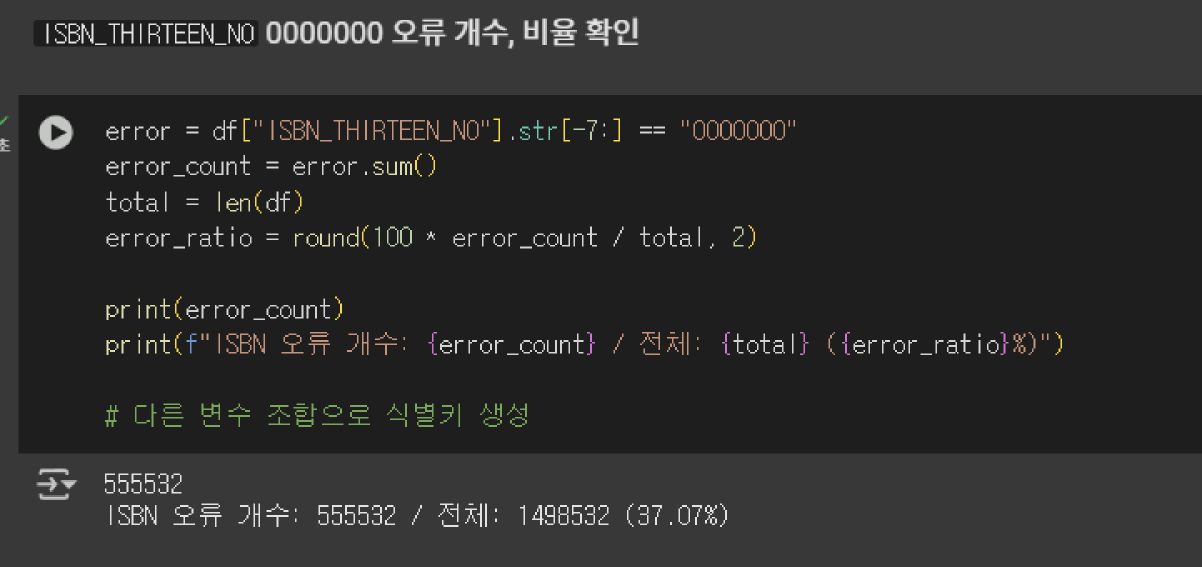 ISBN_THIRTEEN_NO 0000000 오류 개수, 비율 확인
초
error = df["ISBN_THIRTEEN_NO"].str[-7:] == "0000000"
error_count = error.sum()
total = len(df)
error_ratio = round(100 * error_count / total, 2)
print(error_count)
print(f"ISBN 오류 개수: {error_count} / 전체: {total} ({error_ratio}%)")
# 다른 변수 조합으로 식별키 생성
555532
ISBN 오류 개수: 555532 / 전체: 1498532 (37.07%)